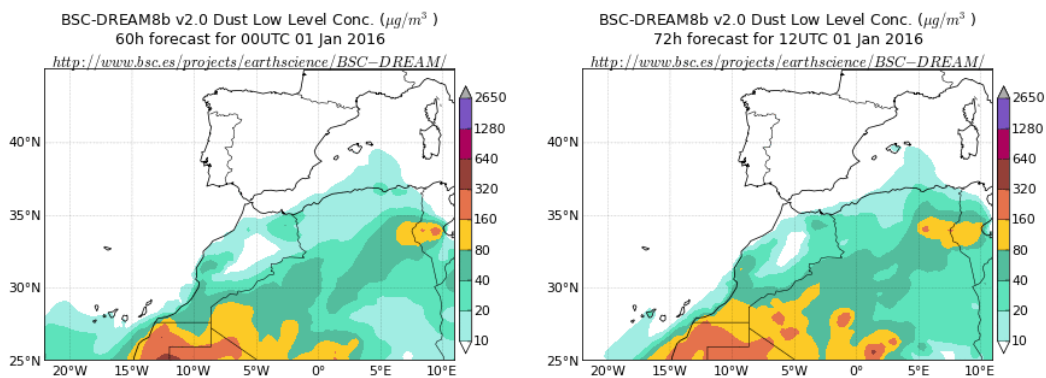 BSC-DREAM8b v2.0 Dust Low Level Conc. (µg/m³ )
60h forecast for 00UTC 01 Jan 2016
http://www.bsc.es/projects/earthscience/BSC-DREAM/
40°N
35°N
30°N
25°N
20°W
15°W
10°W
5°W
0°
5°E
10°E
2650
1280
640
320
160
80
40
20
10
BSC-DREAM8b v2.0 Dust Low Level Conc. (µg/m³ )
72h forecast for 12UTC 01 Jan 2016
http://www.bsc.es/projects/earthscience/BSC-DREAM/
40°N
35°N
30°N
25°N
20°W
15°W
10°W
5°W
0°
5°E
10°E
2650
1280
640
320
160
80
40
20
10